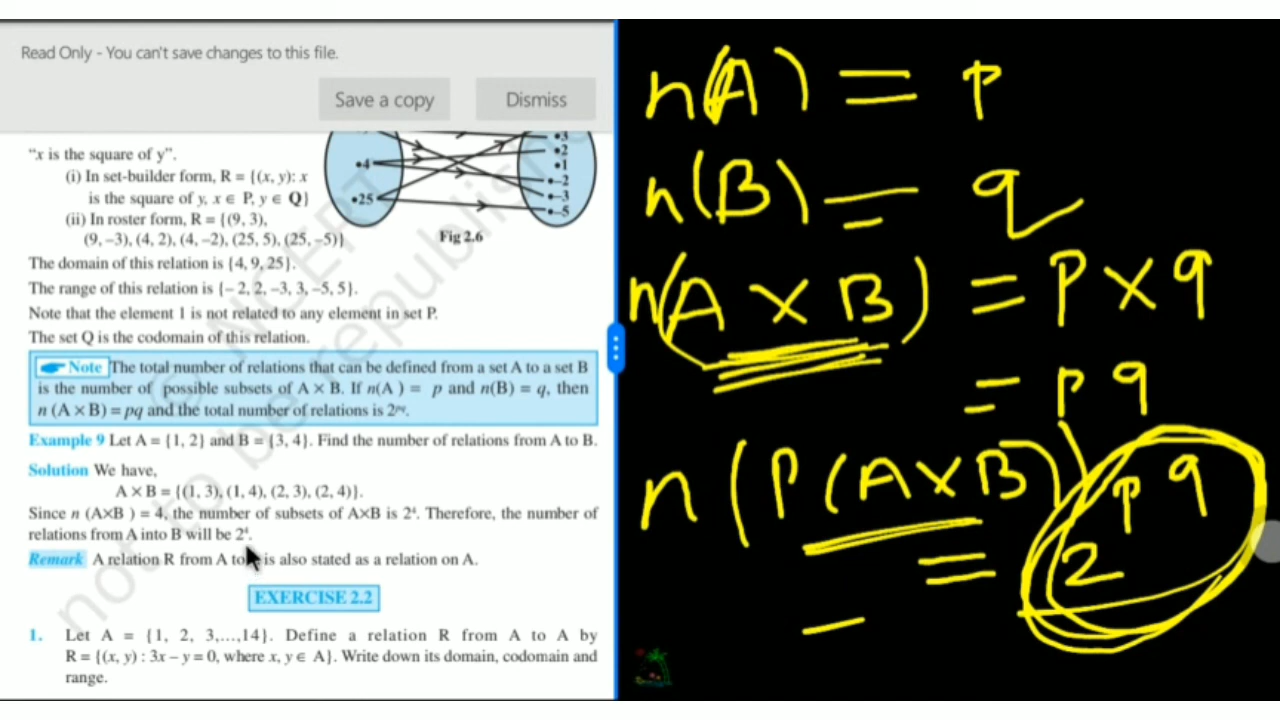 Read Only - You can't save changes to this file.
Save a copy
Dismiss
"x is the square of y".
(i) In set-builder form, R = {(x, y): x
is the square of y, x ∈ P, y ∈ Q}
(ii) In roster form, R = {(9, 3),
(9, –3), (4, 2), (4, –2), (25, 5), (25, –5)}
•4
•25
•3
•2
•1
•–2
•–3
•–5
Fig 2.6
The domain of this relation is {4, 9, 25}.
The range of this relation is {– 2, 2, –3, 3, –5, 5}.
Note that the element 1 is not related to any element in set P.
The set Q is the codomain of this relation.
Note The total number of relations that can be defined from a set A to a set B
is the number of possible subsets of A × B. If n(A ) = p and n(B) = q, then
n (A × B) = pq and the total number of relations is 2^pq.
Example 9 Let A = {1, 2} and B = {3, 4}. Find the number of relations from A to B.
Solution We have,
A × B = {(1, 3), (1, 4), (2, 3), (2, 4)}.
Since n (A×B ) = 4, the number of subsets of A×B is 2⁴. Therefore, the number of
relations from A into B will be 2⁴.
Remark A relation R from A to is also stated as a relation on A.
EXERCISE 2.2
1. Let A = {1, 2, 3,...,14}. Define a relation R from A to A by
R = {(x, y) : 3x – y = 0, where x, y ∈ A}. Write down its domain, codomain and
range.
n(A) = p
n(B) = q
n(A × B) = p × q
= pq
n(P(A×B))
= 2^pq